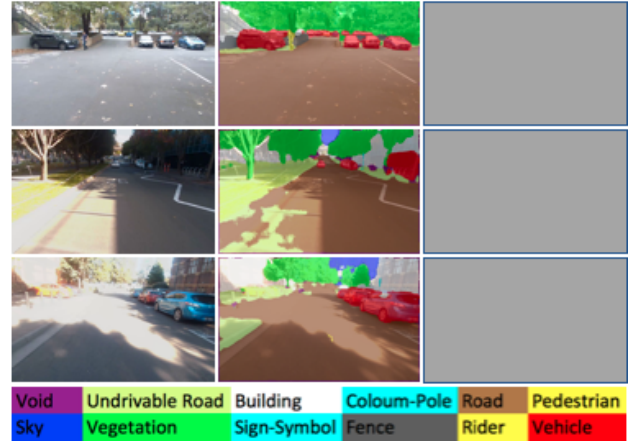 Void Undrivable Road Building Coloum-Pole Road Pedestrian
Sky Vegetation Sign-Symbol Fence Rider Vehicle